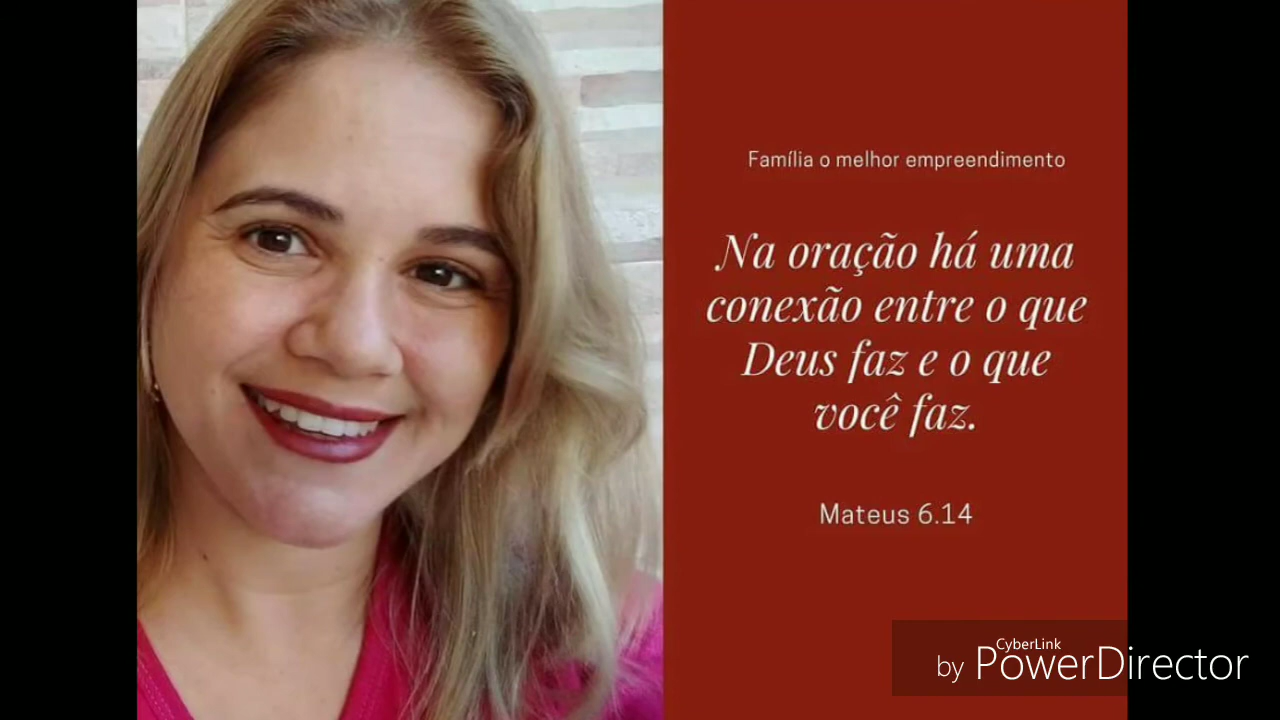 Família o melhor empreendimento
Na oração há uma
conexão entre o que
Deus faz e o que
você faz.
Mateus 6.14
CyberLink
by PowerDirector